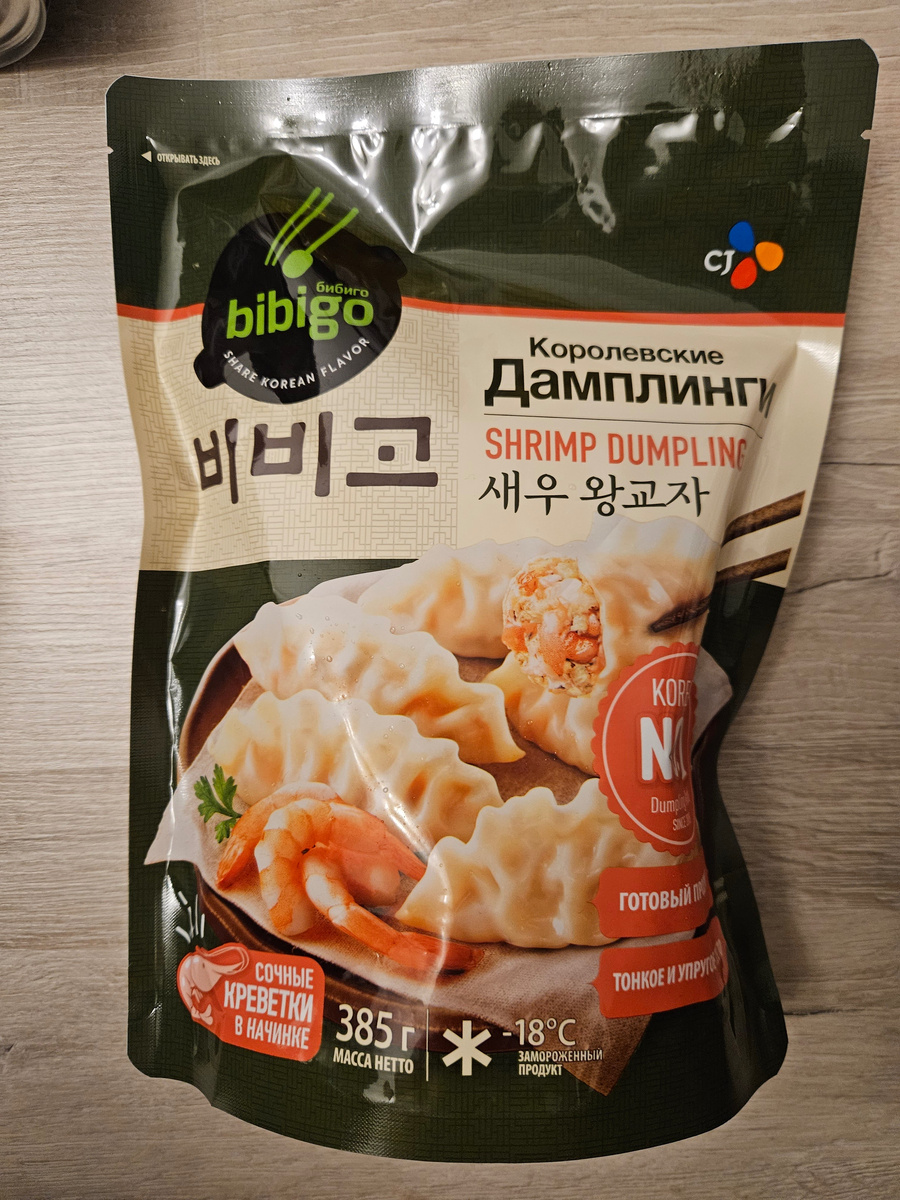 ОТКРЫВАТЬ ЗДЕСЬ
бибиго
bibigo
SHARE KOREAN FLAVOR
CJ
비비고
Королевские
Дамплинги
SHRIMP DUMPLING
새우 왕교자
ГОТОВЫЙ
ТОНКОЕ И
СОЧНЫЕ
КРЕВЕТКИ
В НАЧИНКЕ
385 г
МАССА НЕТТО
-18°C
ЗАМОРОЖЕННЫЙ
ПРОДУКТ